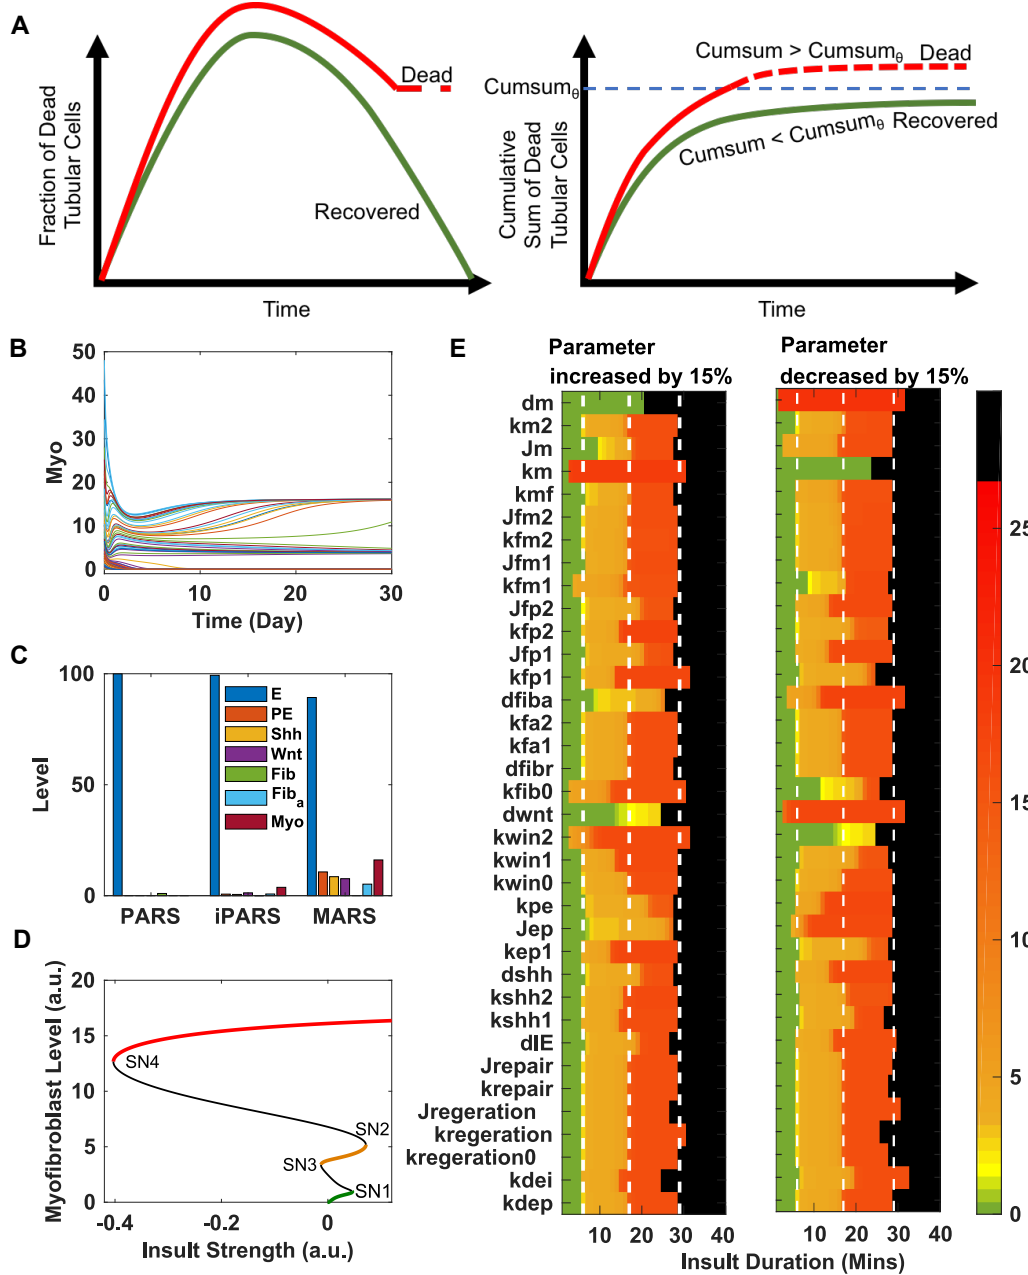 A
Fraction of Dead
Tubular Cells
Dead
Recovered
Time
Cumulative
Sum of Dead
Tubular Cells
Cumsumθ
Cumsum > Cumsumθ Dead
Cumsum < Cumsumθ Recovered
Time
B
Myo
50
40
30
20
10
0
0
10
20
30
Time (Day)
C
Level
100
50
0
E
PE
Shh
Wnt
Fib
Fiba
Myo
PARS
iPARS
MARS
D
Myofibroblast Level (a.u.)
20
15
10
5
0
SN4
SN2
SN3
SN1
-0.4
-0.2
0
Insult Strength (a.u.)
E
Parameter
increased by 15%
Parameter
decreased by 15%
dm
km2
Jm
km
kmf
Jfm2
kfm2
Jfm1
kfm1
Jfp2
kfp2
Jfp1
kfp1
dfiba
kfa2
kfa1
dfibr
kfib0
dwnt
kwin2
kwin1
kwin0
kpe
Jep
kep1
dshh
kshh2
kshh1
dIE
Jrepair
krepair
Jregeration
kregeration
kregeration0
kdei
kdep
10
20
30
40
10
20
30
40
Insult Duration (Mins)
25
20
15
10
5
0